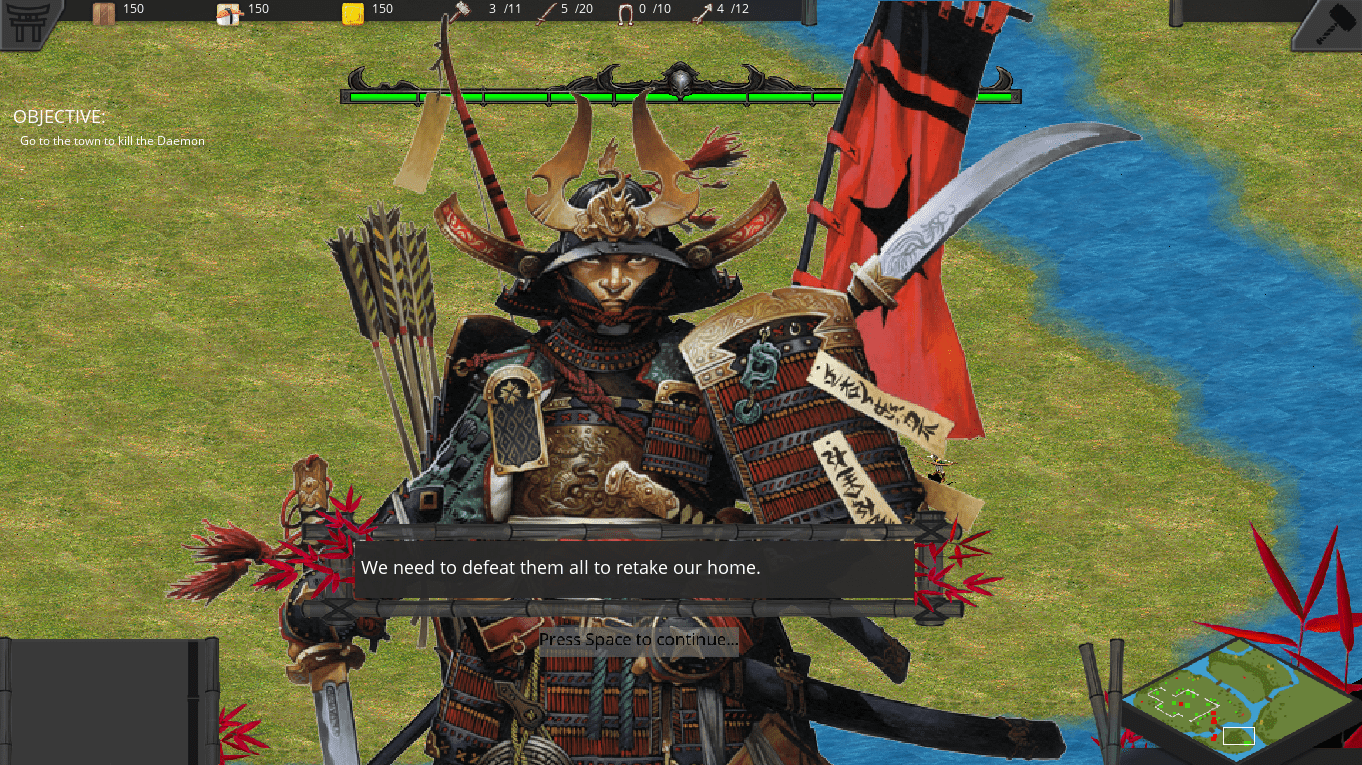 150 150 150 3 /11 5 /20 0 /10 4 /12
OBJECTIVE:
Go to the town to kill the Daemon
We need to defeat them all to retake our home.
Press Space to continue...